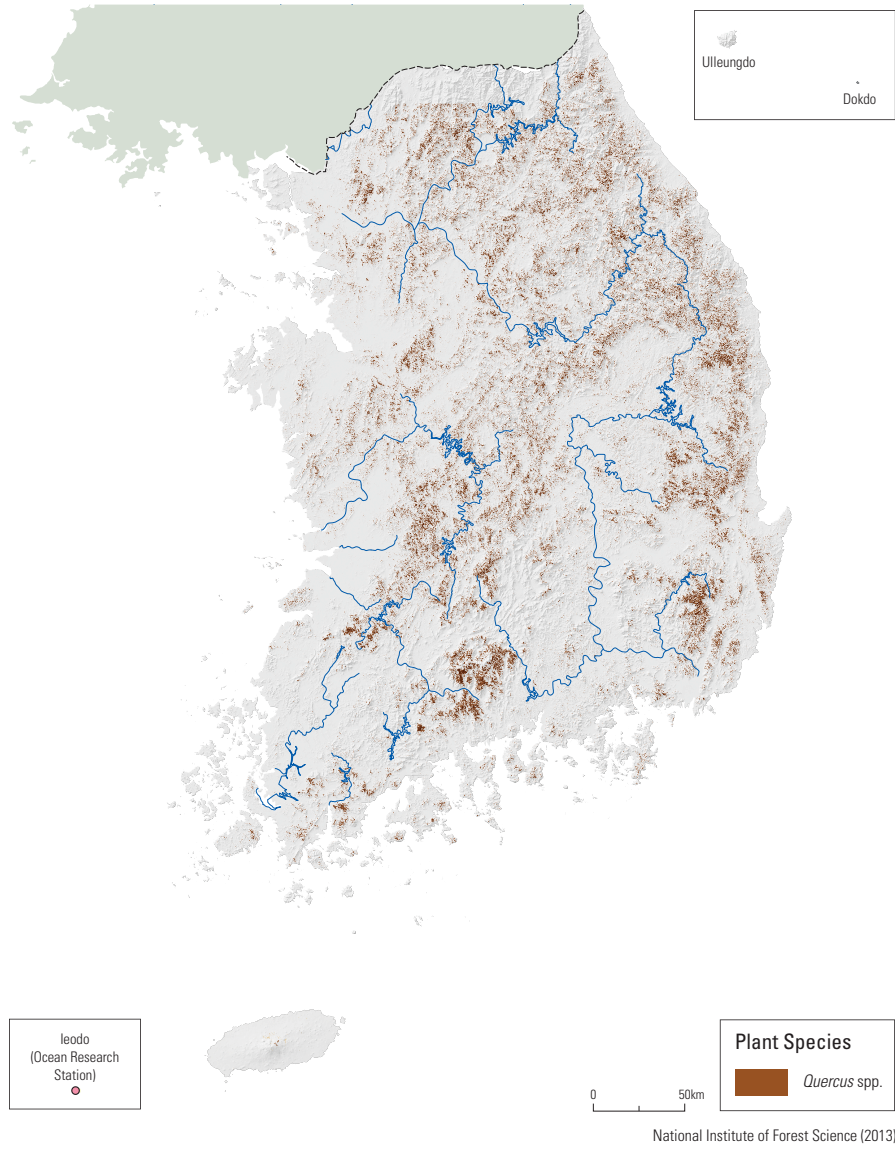 Ulleungdo
Dokdo
Ieodo
(Ocean Research
Station)
0 50km
Plant Species
Quercus spp.
National Institute of Forest Science (2013)